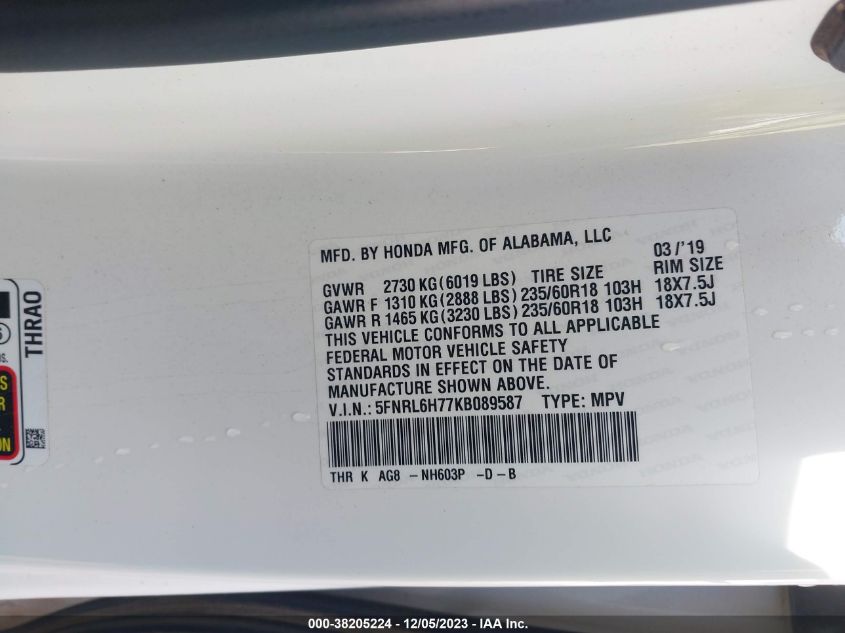 MFD. BY HONDA MFG. OF ALABAMA, LLC 03/'19
GVWR 2730 KG(6019 LBS) TIRE SIZE RIM SIZE
GAWR F 1310 KG(2888 LBS) 235/60R18 103H 18X7.5J
GAWR R 1465 KG(3230 LBS) 235/60R18 103H 18X7.5J
THIS VEHICLE CONFORMS TO ALL APPLICABLE
FEDERAL MOTOR VEHICLE SAFETY
STANDARDS IN EFFECT ON THE DATE OF
MANUFACTURE SHOWN ABOVE.
V.I.N.: 5FNRL6H77KB089587 TYPE: MPV
THR K AG8 -NH603P -D-B
THRAO
000-38205224 - 12/05/2023 - IAA Inc.